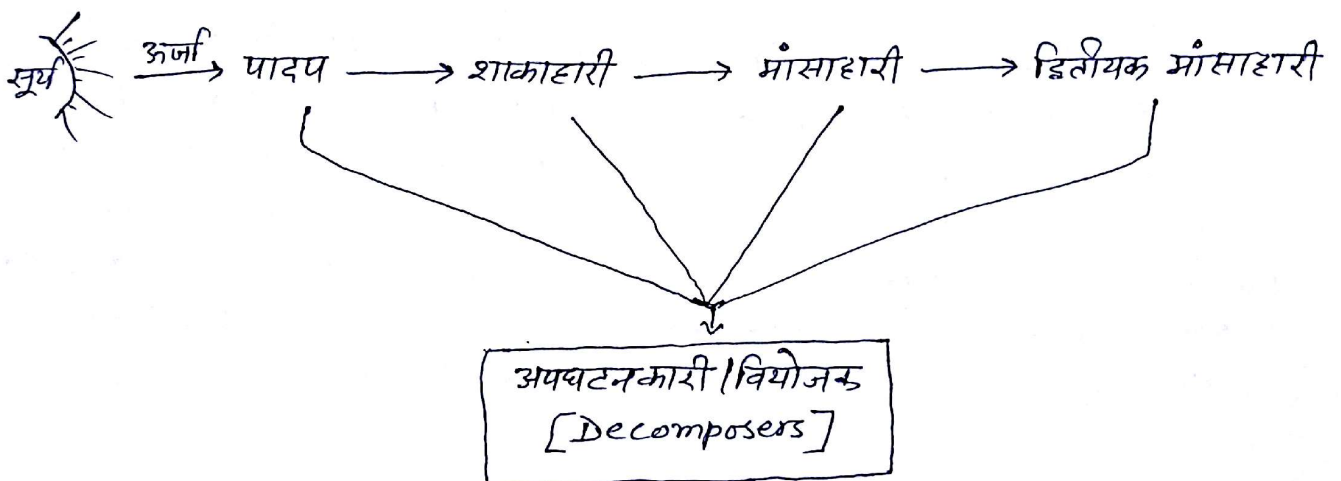 सूर्य ऊर्जा पादप शाकाहारी मांसाहारी द्वितीयक मांसाहारी
अपघटनकारी / वियोजक
[Decomposers]